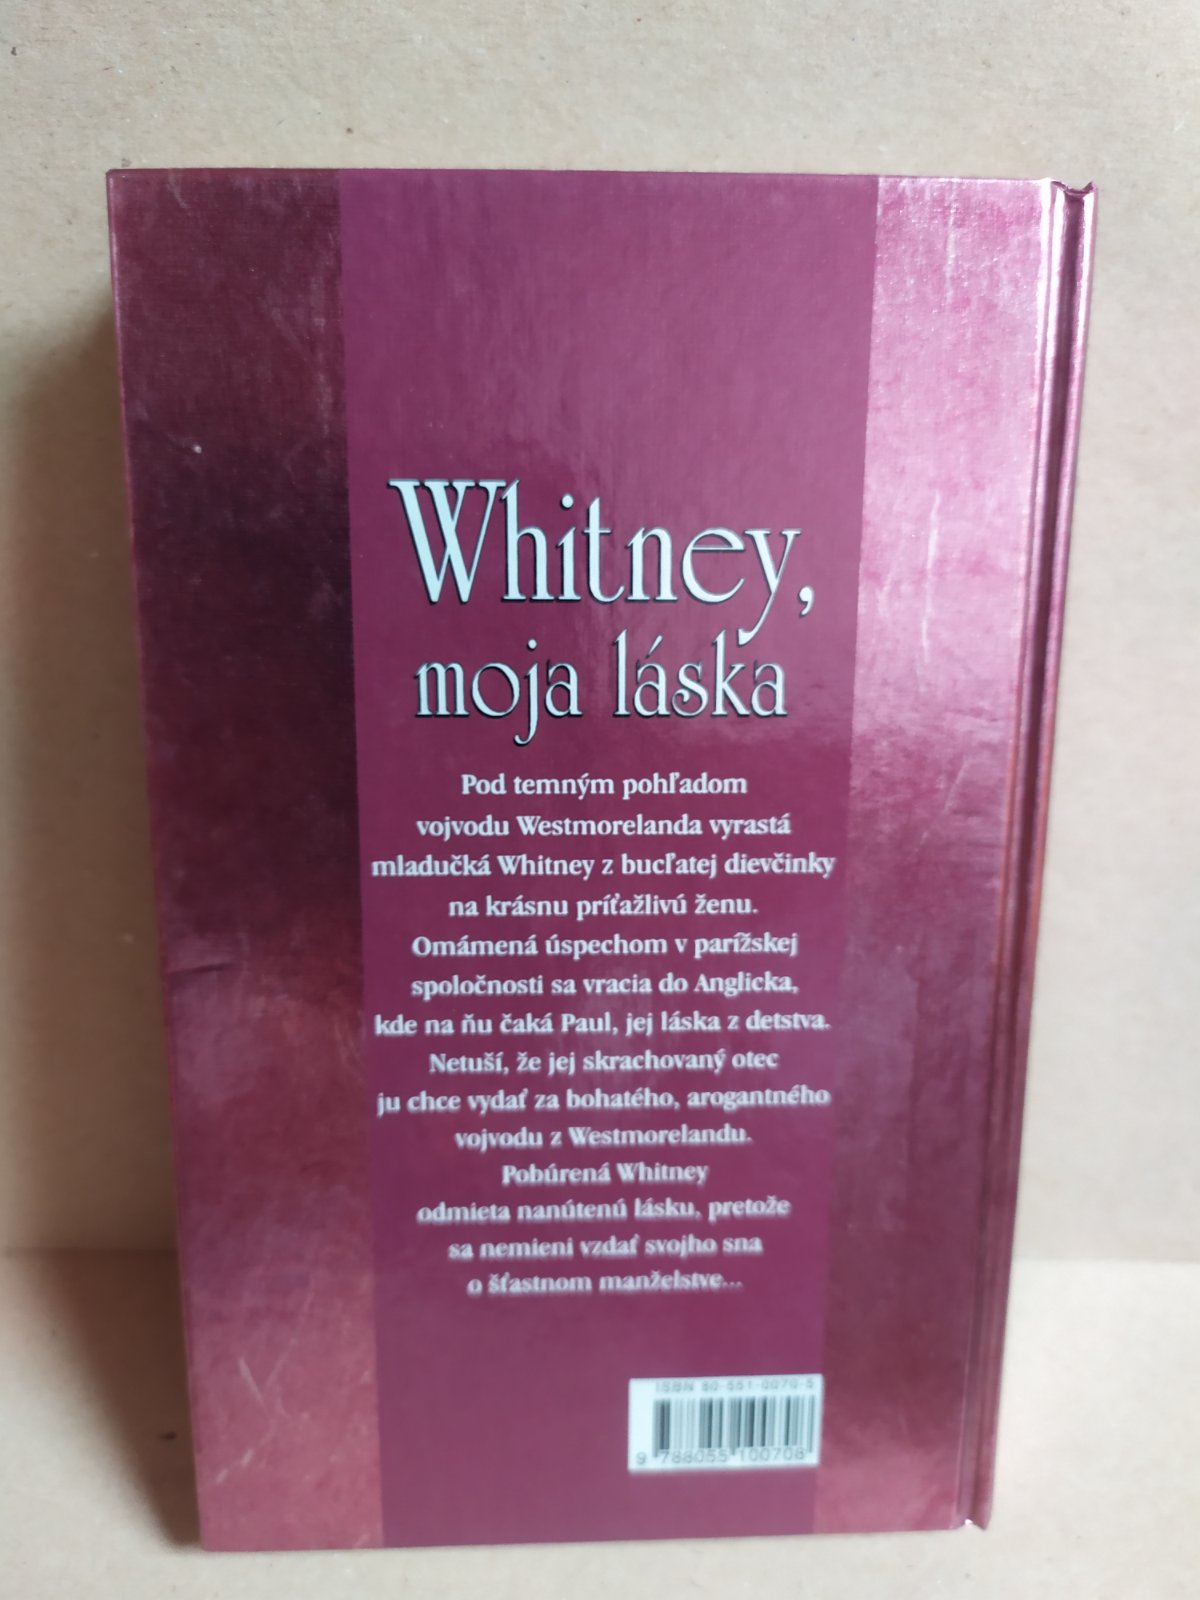 Whitney,
moja láska
Pod temným pohľadom
vojvodu Westmorelanda vyrastá
mladučká Whitney z bucľatej dievčinky
na krásnu príťažlivú ženu.
Omámená úspechom v parížskej
spoločnosti sa vracia do Anglicka,
kde na ňu čaká Paul, jej láska z detstva.
Netuší, že jej skrachovaný otec
ju chce vydať za bohatého, arogantného
vojvodu z Westmorelandu.
Pobúrená Whitney
odmieta nanútenú lásku, pretože
sa nemieni vzdať svojho sna
o šťastnom manželstve...
ISBN 80-551-0070-5
9 788055 100708